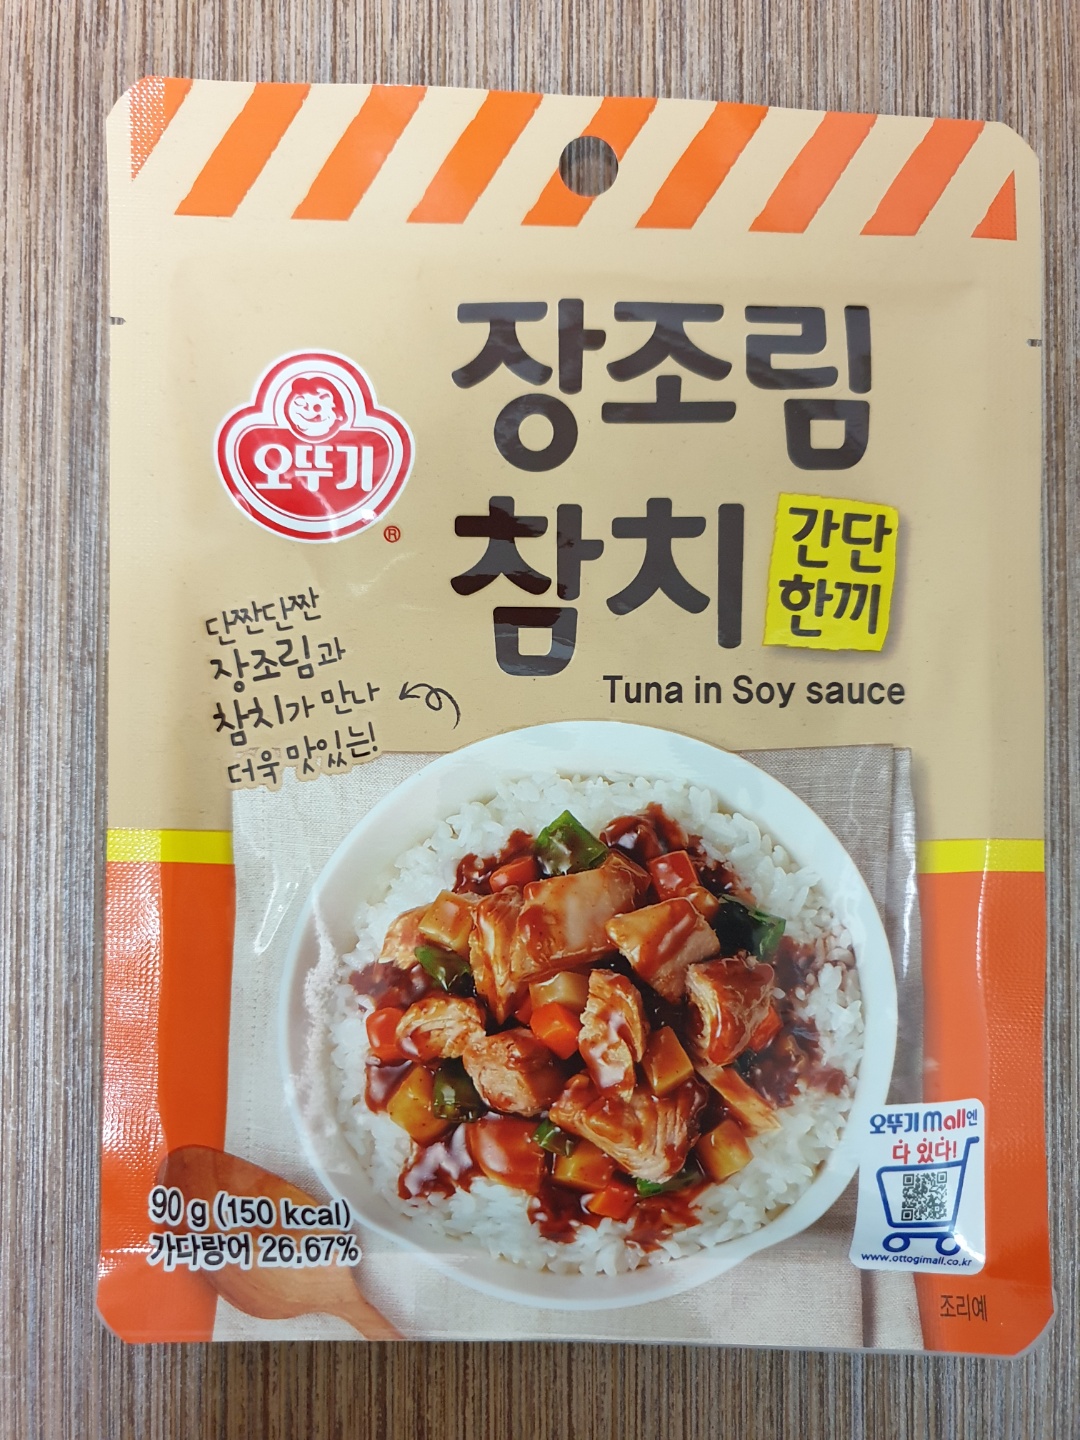 장조림
참치
간단
한끼
오뚜기
®
Tuna in Soy sauce
단짠단짠
장조림과
참치가 만나
더욱 맛있는!
90 g (150 kcal)
가다랑어 26.67%
오뚜기mall엔
다 있다!
www.ottogimall.co.kr
조리예